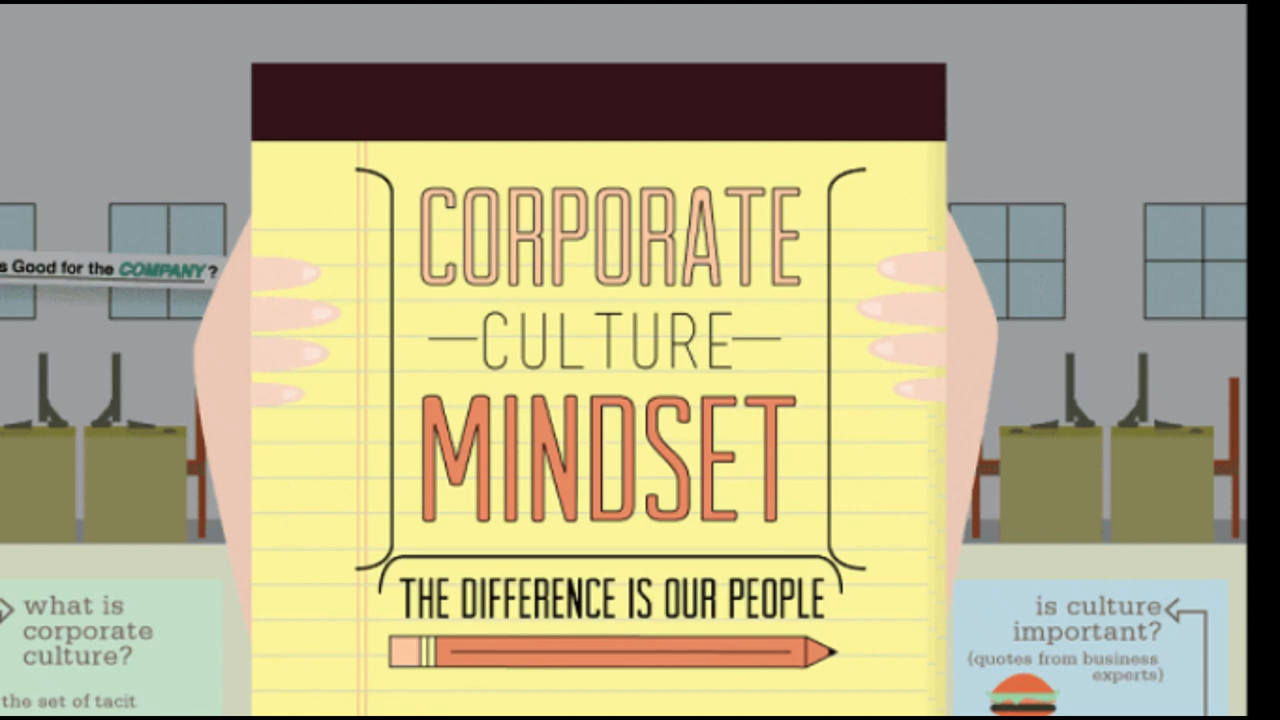 CORPORATE
CULTURE
MINDSET
THE DIFFERENCE IS OUR PEOPLE
s Good for the COMPANY?
what is
corporate
culture?
the set of tacit
is culture
important?
(quotes from business
experts)